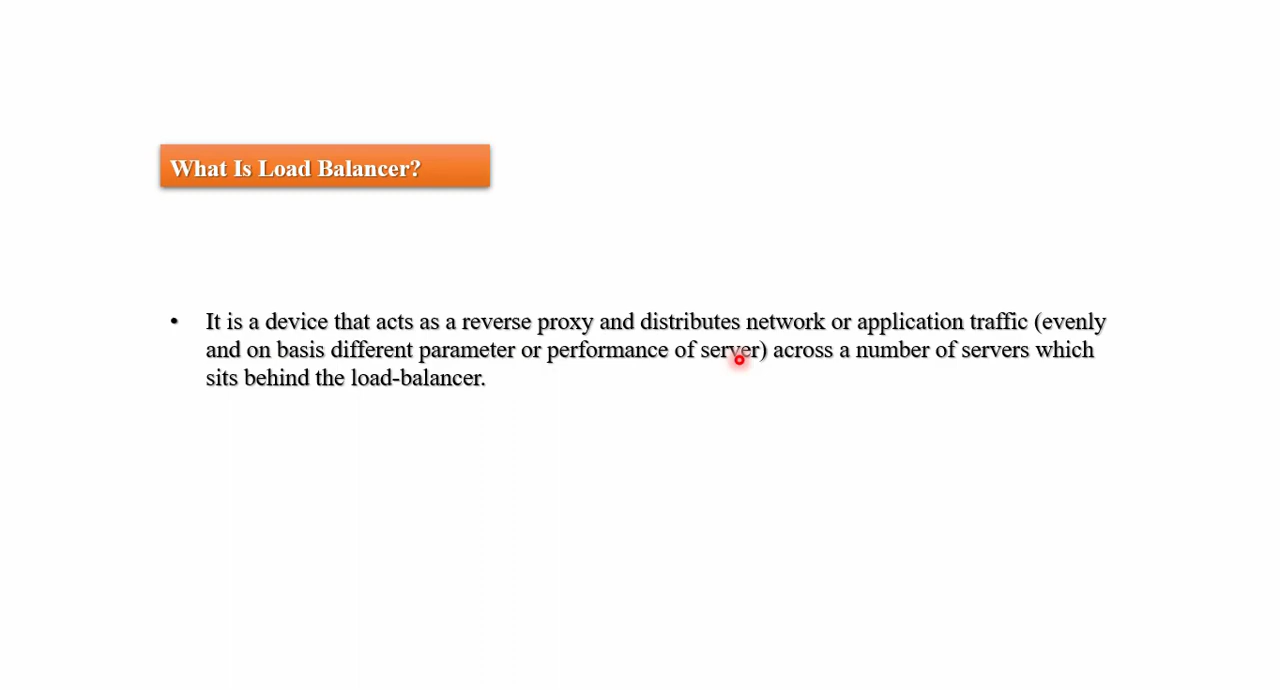 What Is Load Balancer?
• It is a device that acts as a reverse proxy and distributes network or application traffic (evenly
and on basis different parameter or performance of server) across a number of servers which
sits behind the load-balancer.